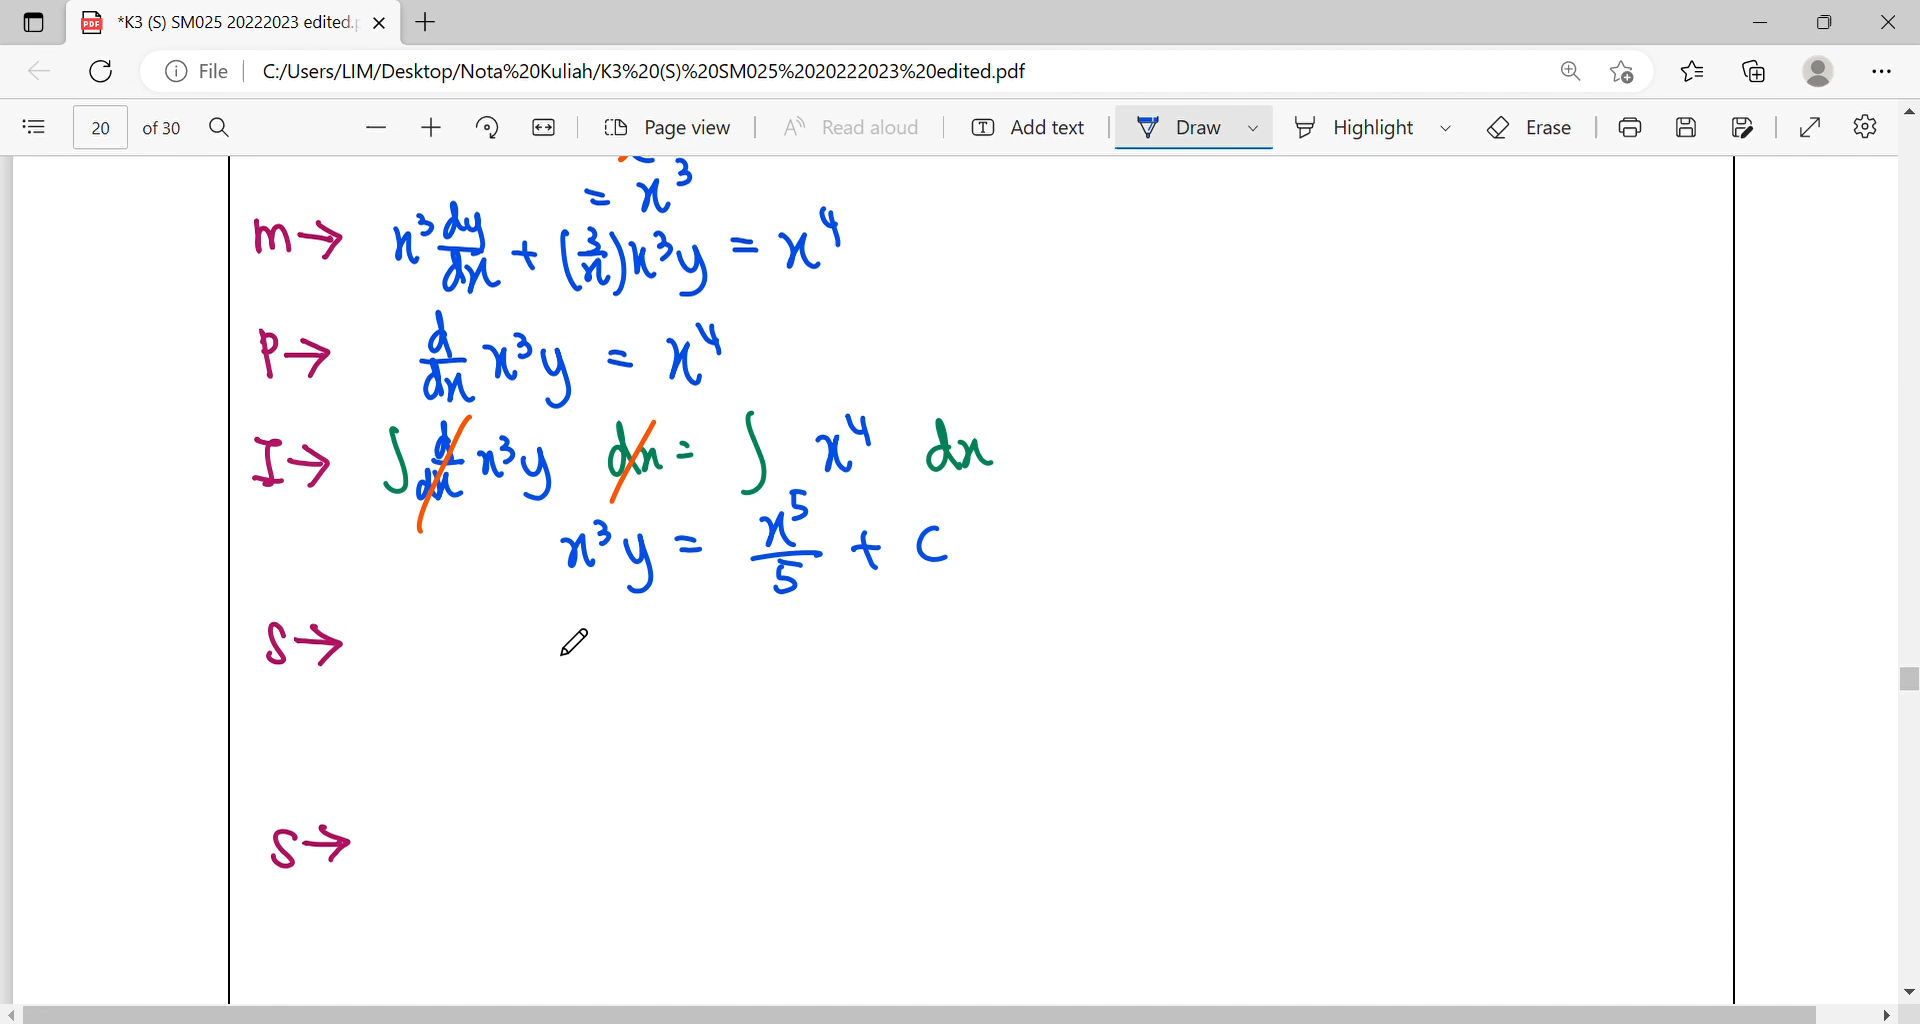 *K3 (S) SM025 20222023 edited.p
File
C:/Users/LIM/Desktop/Nota%20Kuliah/K3%20(S)%20SM025%2020222023%20edited.pdf
20 of 30
Page view
Read aloud
Add text
Draw
Highlight
Erase
= x³
M→ x³ dy/dx + (3/x)x³y = x⁴
P→ d/dx x³y = x⁴
I→ ∫ d/dx x³y dx = ∫ x⁴ dx
x³y = x⁵/5 + C
S→
S→